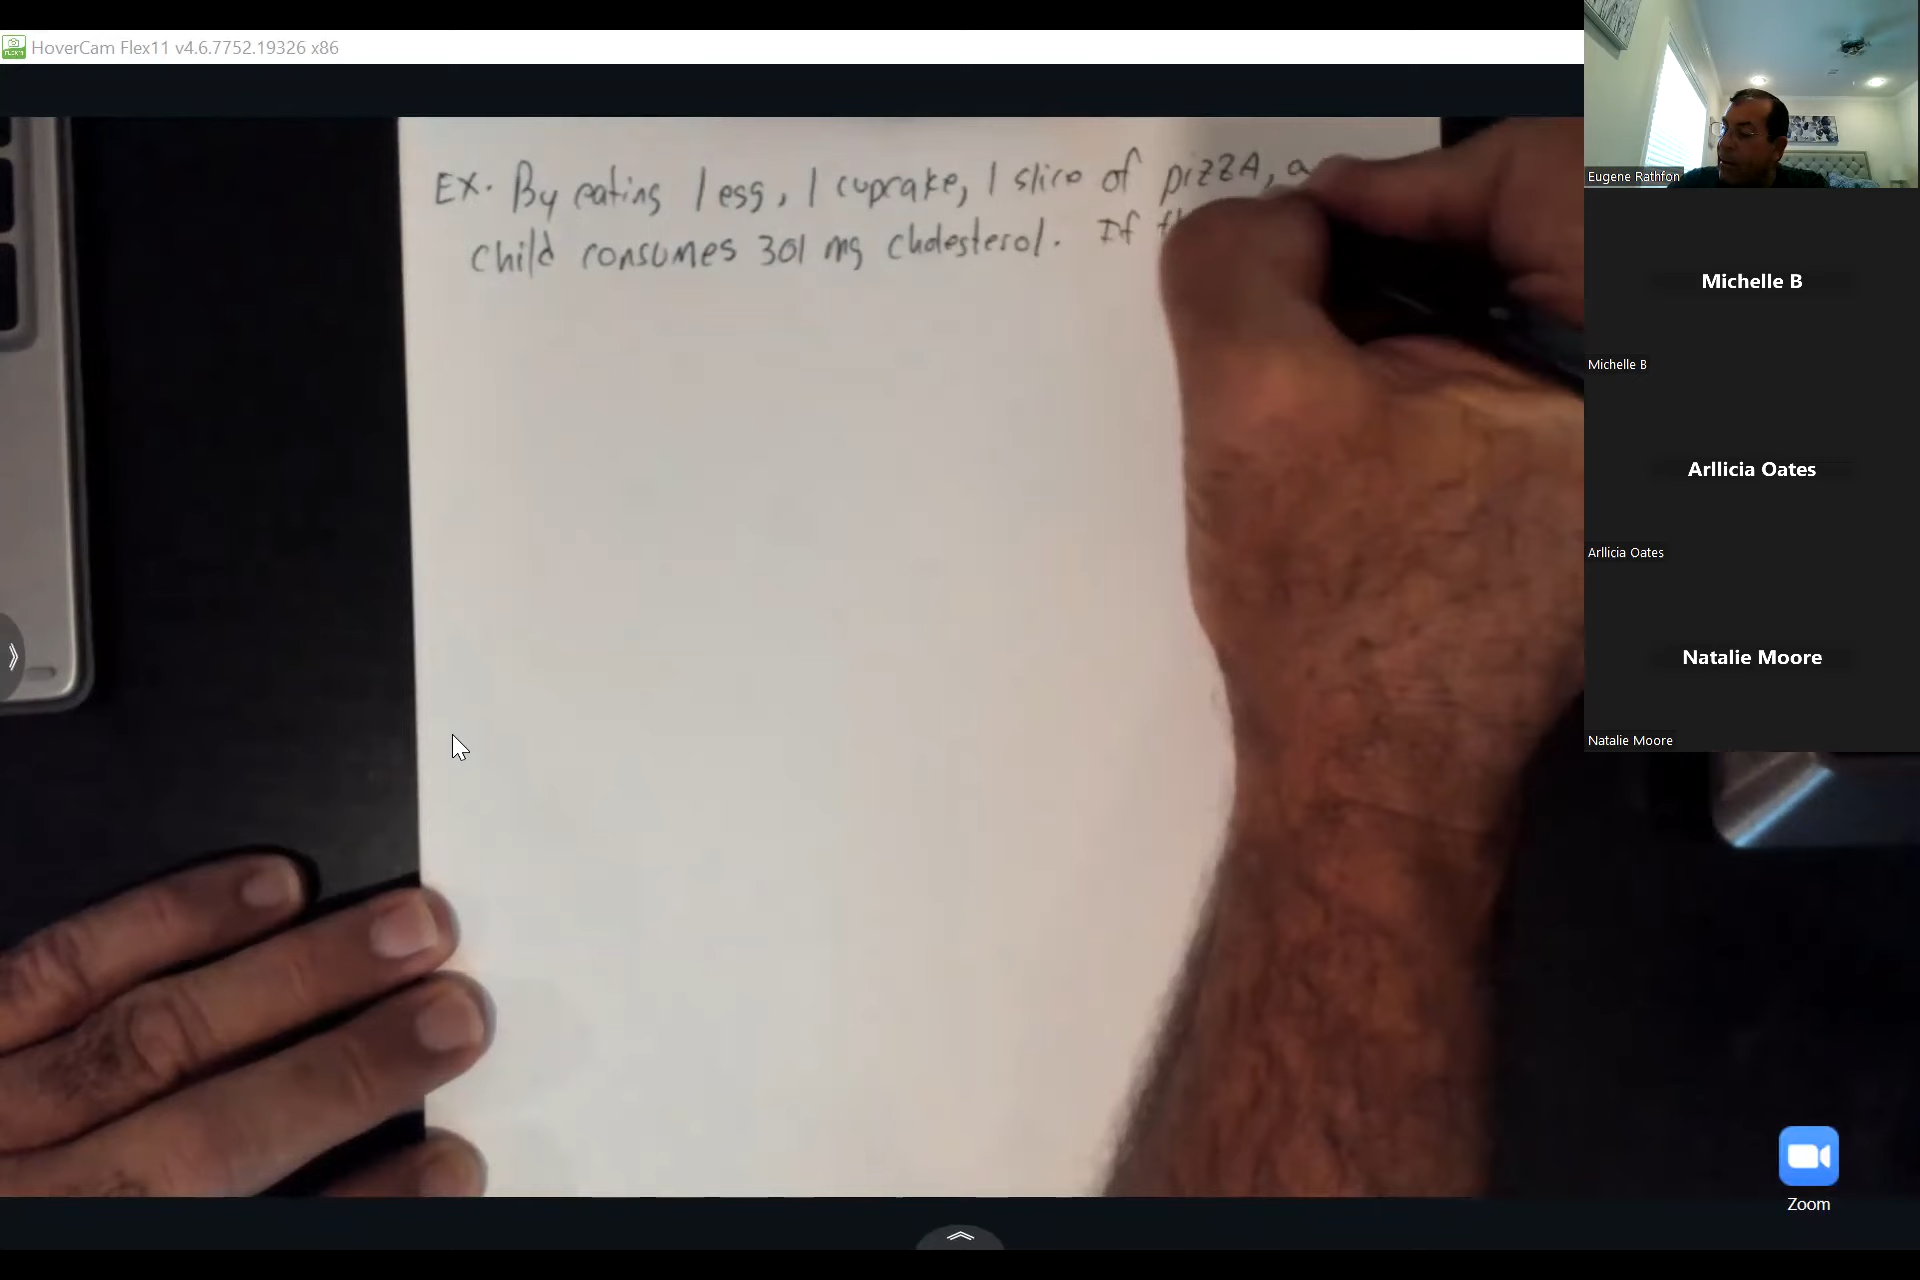 HoverCam Flex11 v4.6.7752.19326 x86
EX. By eating 1 egg, 1 cupcake, 1 slice of pizzA, a
child consumes 301 mg cholesterol. If
Eugene Rathfon
Michelle B
Michelle B
Arllicia Oates
Arllicia Oates
Natalie Moore
Natalie Moore
Zoom